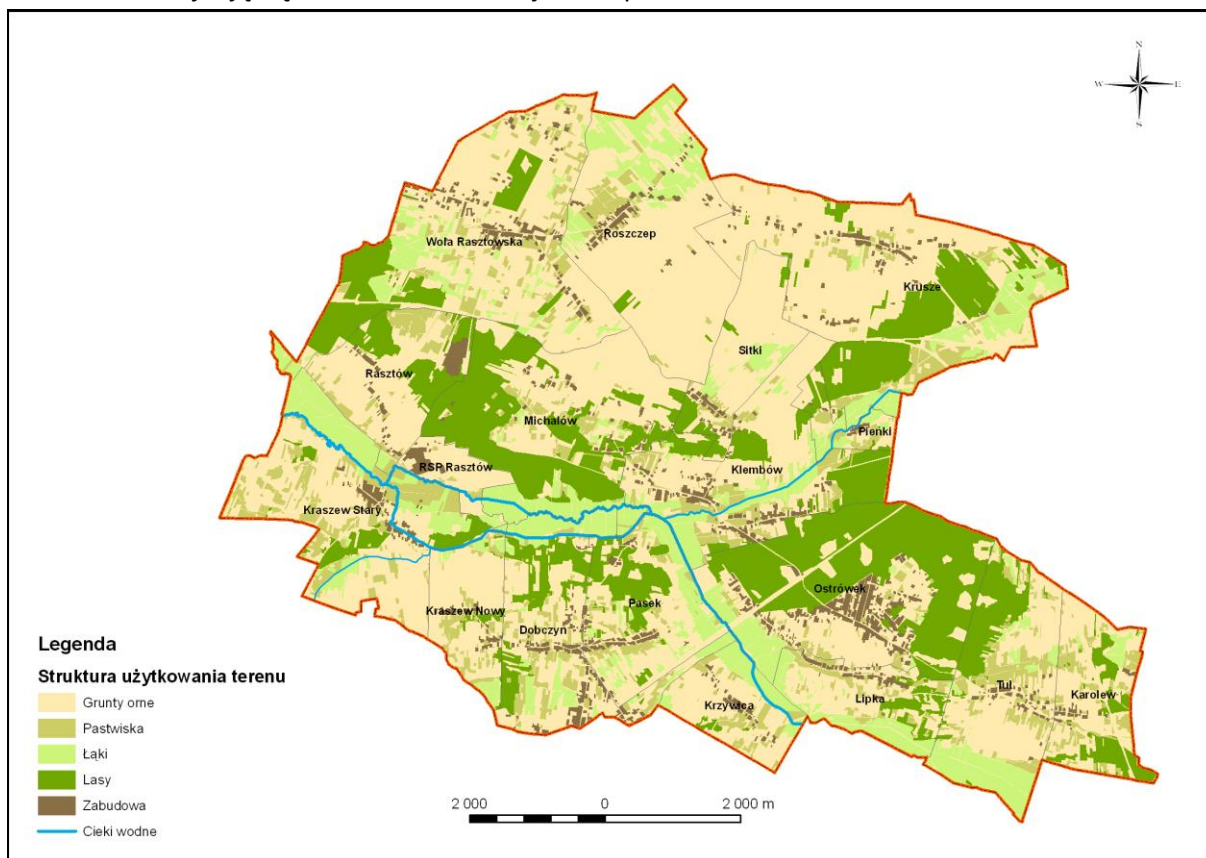 N
W E
S
Roszczep
Wola Rasztowska
Krusze
Sitki
Rasztów
Michałów
Pieńki
Klembów
RSP Rasztów
Kraszew Stary
Ostrówek
Pasek
Kraszew Nowy
Dobczyn
Tul
Karolew
Lipka
Krzywica
Legenda
Struktura użytkowania terenu
Grunty orne
Pastwiska
Łąki
Lasy
Zabudowa
Cieki wodne
2 000 0 2 000 m